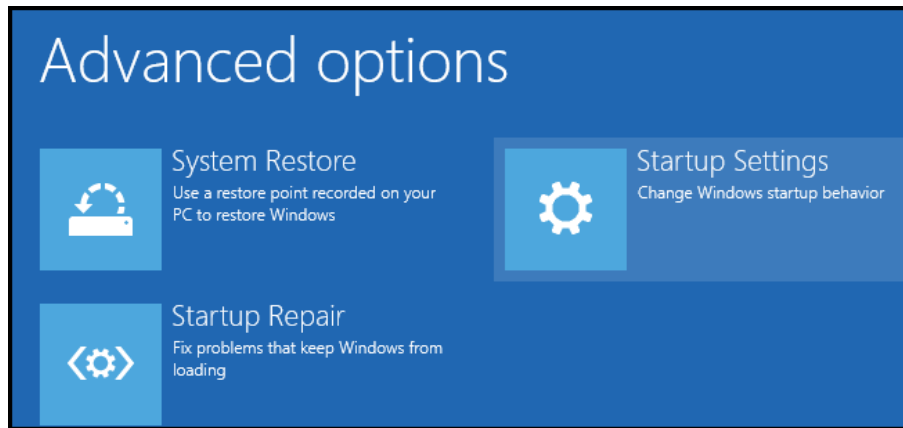 Advanced options
System Restore
Use a restore point recorded on your
PC to restore Windows
Startup Settings
Change Windows startup behavior
Startup Repair
Fix problems that keep Windows from
loading